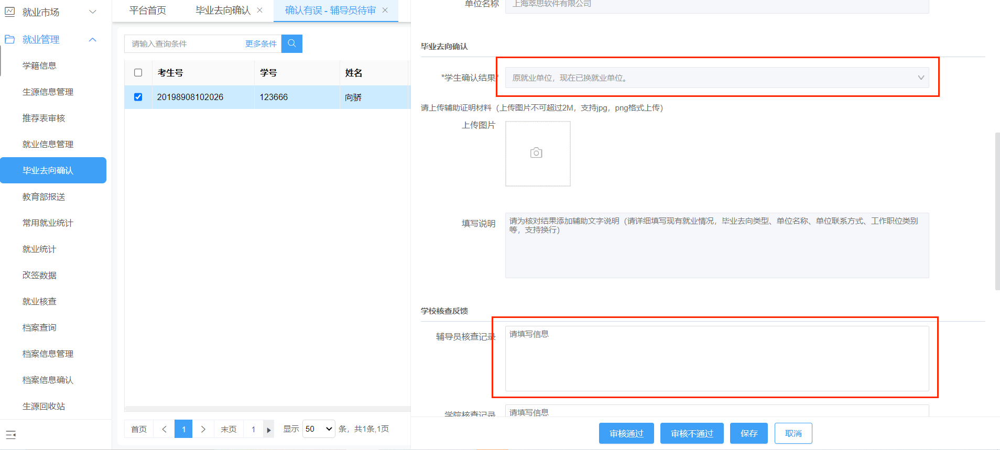 就业市场
就业管理
学籍信息
生源信息管理
推荐表审核
就业信息管理
毕业去向确认
教育部报送
常用就业统计
就业统计
改签数据
就业核查
档案查询
档案信息管理
档案信息确认
生源回收站
平台首页 毕业去向确认 确认有误 - 辅导员待审
请输入查询条件 更多条件
考生号 学号 姓名
20198908102026 123666 向骄
首页 1 末页 1 显示 50 条，共1条,1页
单位名称 上海萃思软件有限公司
毕业去向确认
*学生确认结果* 原就业单位，现在已换就业单位。
请上传辅助证明材料（上传图片不可超过2M，支持jpg，png格式上传）
上传图片
填写说明 请为核对结果添加辅助文字说明（请详细填写现有就业情况，毕业去向类型、单位名称、单位联系方式、工作职位类别
等，支持换行）
学校核查反馈
辅导员核查记录 请填写信息
学院核查记录 请填写信息
审核通过 审核不通过 保存 取消